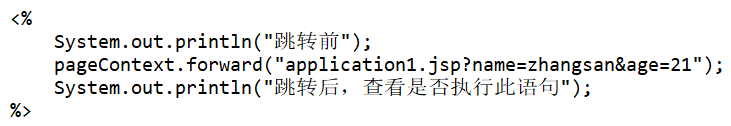 <%
    System.out.println("跳转前");
    pageContext.forward("application1.jsp?name=zhangsan&age=21");
    System.out.println("跳转后，查看是否执行此语句");
%>